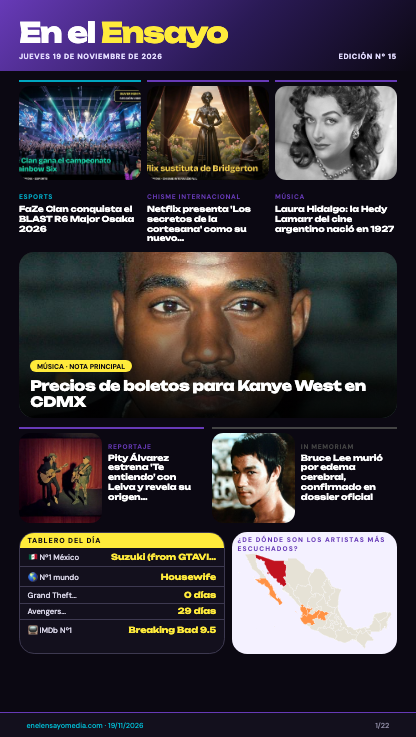 En el Ensayo
JUEVES 19 DE NOVIEMBRE DE 2026
EDICIÓN Nº 15
Clan gana el campeonato
inbow Six
flix sustituta de Bridgerton
ESPORTS
FaZe Clan conquista el
BLAST R6 Major Osaka
2026
CHISME INTERNACIONAL
Netflix presenta 'Los
secretos de la
cortesana' como su
nuevo...
MÚSICA
Laura Hidalgo: la Hedy
Lamarr del cine
argentino nació en 1927
MÚSICA · NOTA PRINCIPAL
Precios de boletos para Kanye West en
CDMX
REPORTAJE
Pity Álvarez
estrena 'Te
entiendo' con
Leiva y revela su
origen...
IN MEMORIAM
Bruce Lee murió
por edema
cerebral,
confirmado en
dossier oficial
TABLERO DEL DÍA
Nº1 México Suzuki (from GTAVI...
Nº1 mundo Housewife
Grand Theft... 0 días
Avengers... 29 días
IMDb Nº1 Breaking Bad 9.5
¿DE DÓNDE SON LOS ARTISTAS MÁS
ESCUCHADOS?
enelensayomedia.com · 19/11/2026
1/22